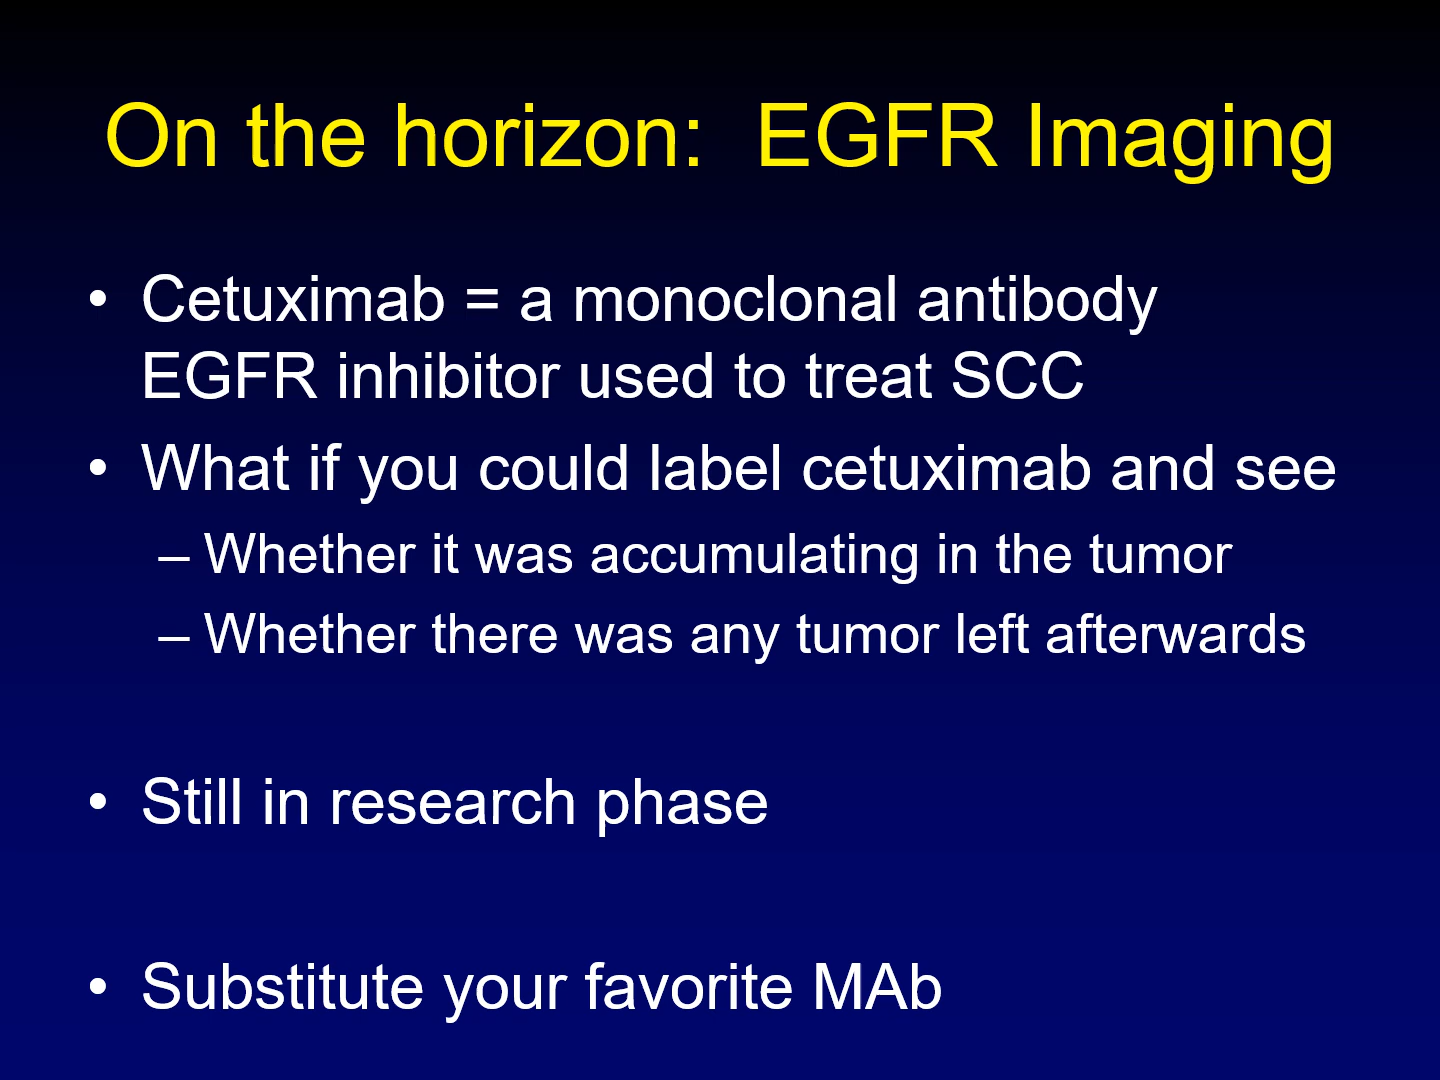 On the horizon:  EGFR Imaging
• Cetuximab = a monoclonal antibody
EGFR inhibitor used to treat SCC
• What if you could label cetuximab and see
– Whether it was accumulating in the tumor
– Whether there was any tumor left afterwards
• Still in research phase
• Substitute your favorite MAb